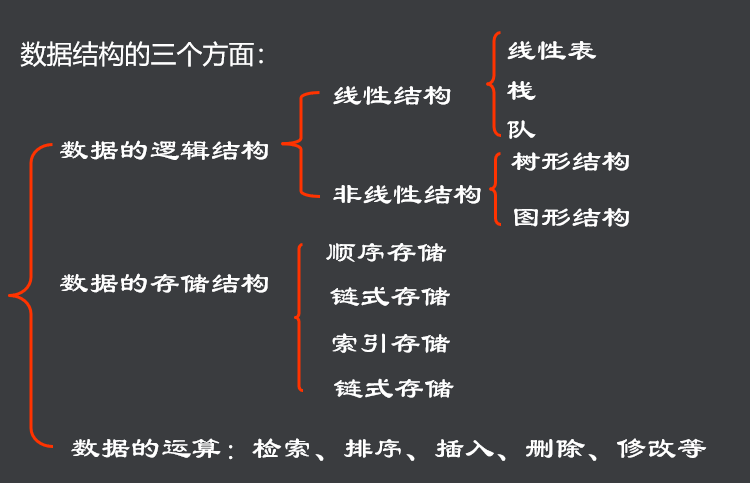 数据结构的三个方面：
线性表
栈
队
线性结构
数据的逻辑结构
树形结构
非线性结构
图形结构
顺序存储
数据的存储结构
链式存储
索引存储
链式存储
数据的运算：检索、排序、插入、删除、修改等